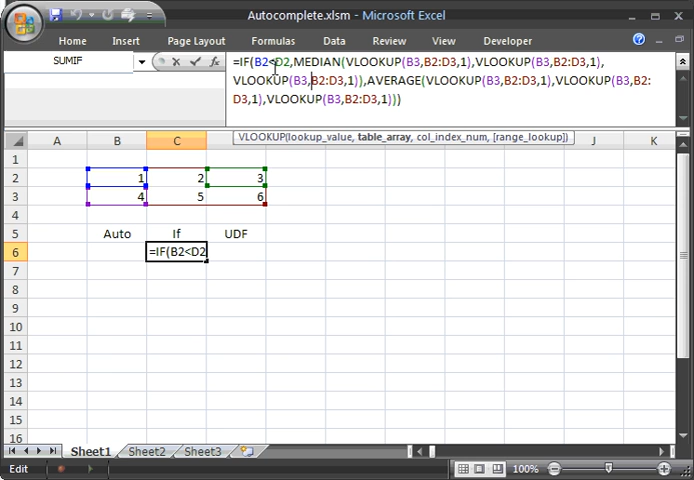 Autocomplete.xlsm - Microsoft Excel
Home Insert Page Layout Formulas Data Review View Developer
SUMIF
=IF(B2<D2,MEDIAN(VLOOKUP(B3,B2:D3,1),VLOOKUP(B3,B2:D3,1),
VLOOKUP(B3,B2:D3,1)),AVERAGE(VLOOKUP(B3,B2:D3,1),VLOOKUP(B3,B2:
D3,1),VLOOKUP(B3,B2:D3,1)))
VLOOKUP(lookup_value, table_array, col_index_num, [range_lookup])
A B C J K
1
2 1 2 3
3 4 5 6
4
5 Auto If UDF
6 =IF(B2<D2
7
8
9
10
11
12
13
14
15
16
Sheet1 Sheet2 Sheet3
Edit 100%